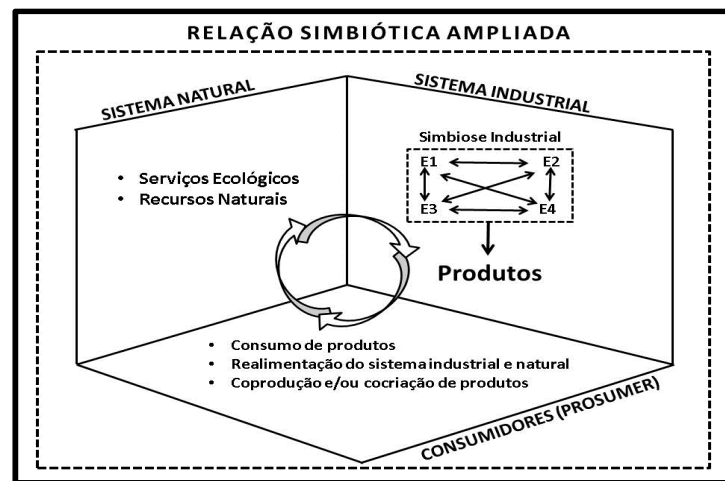 RELAÇÃO SIMBIÓTICA AMPLIADA
SISTEMA NATURAL
SISTEMA INDUSTRIAL
Simbiose Industrial
E1 E2
E3 E4
• Serviços Ecológicos
• Recursos Naturais
Produtos
• Consumo de produtos
• Realimentação do sistema industrial e natural
• Coprodução e/ou cocriação de produtos
CONSUMIDORES (PROSUMER)